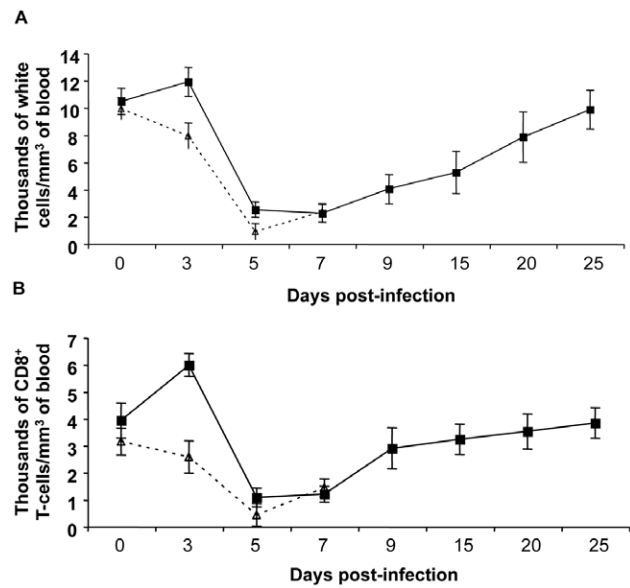 A
14
12
10
8
6
4
2
0
Thousands of white
cells/mm³ of blood
0 3 5 7 9 15 20 25
Days post-infection
B
7
6
5
4
3
2
1
0
Thousands of CD8⁺
T-cells/mm³ of blood
0 3 5 7 9 15 20 25
Days post-infection